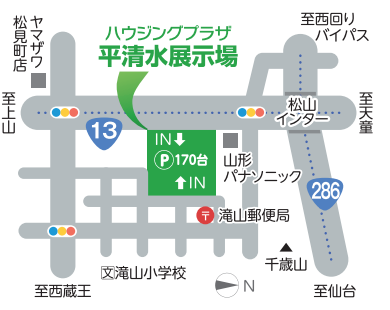 ハウジングプラザ
平清水展示場
ヤマザワ
松見町店
至西回り
バイパス
至上山
至天童
松山
インター
13
IN
P 170台
IN
山形
パナソニック
286
〒 滝山郵便局
文 滝山小学校
千歳山
至西蔵王
N
至仙台